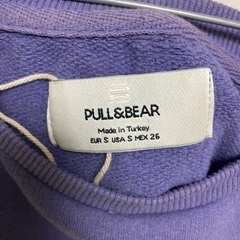 PULL&BEAR
Made in Turkey
EUR S USA S MEX 26